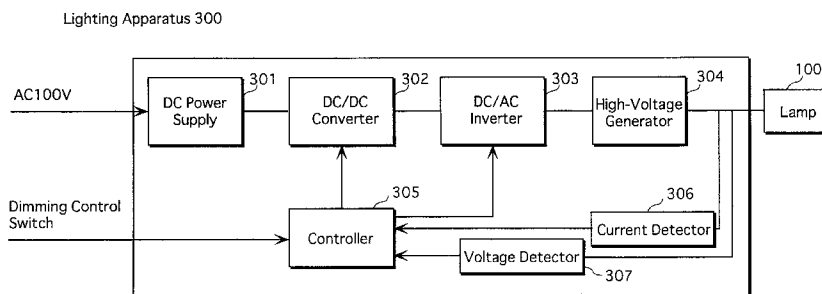 Lighting Apparatus 300
301
302
303
304
100
AC100V
DC Power
Supply
DC/DC
Converter
DC/AC
Inverter
High-Voltage
Generator
Lamp
Dimming Control
Switch
305
306
Controller
Current Detector
Voltage Detector
307